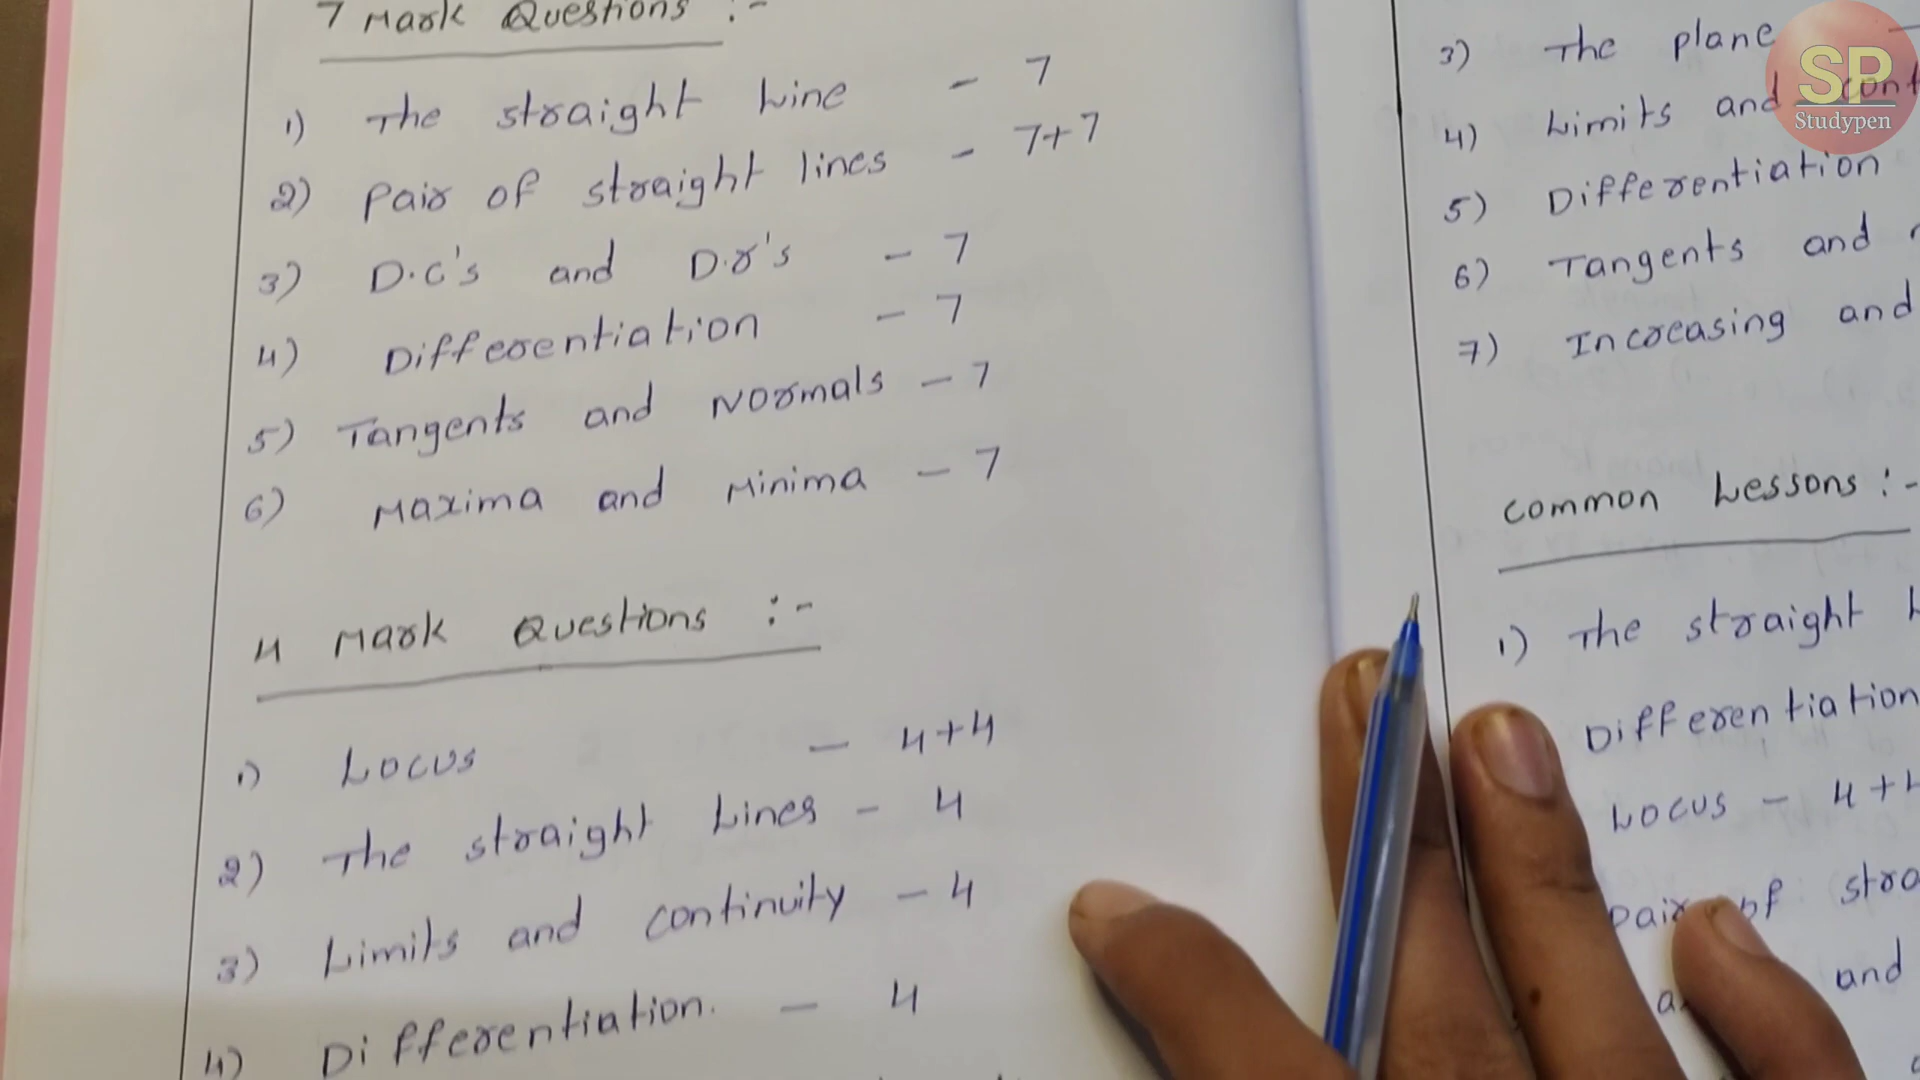 7 Mark Questions :-
1) The straight Line - 7
2) Pair of straight lines - 7+7
3) D.C's and D.r's - 7
4) Differentiation - 7
5) Tangents and Normals - 7
6) Maxima and Minima - 7
4 Mark Questions :-
1) Locus - 4+4
2) The straight Lines - 4
3) Limits and continuity - 4
4) Differentiation. - 4
3) The plane
4) Limits and
5) Differentiation
6) Tangents and
7) Increasing and
Common Lessons :-
1) The straight
Differentiation
Locus - 4+4
Pair of
and
SP
Studypen